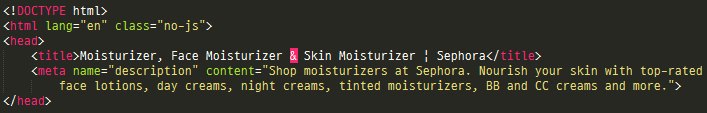 <!DOCTYPE html>
<html lang="en" class="no-js">
<head>
<title>Moisturizer, Face Moisturizer & Skin Moisturizer ¦ Sephora</title>
<meta name="description" content="Shop moisturizers at Sephora. Nourish your skin with top-rated
face lotions, day creams, night creams, tinted moisturizers, BB and CC creams and more.">
</head>